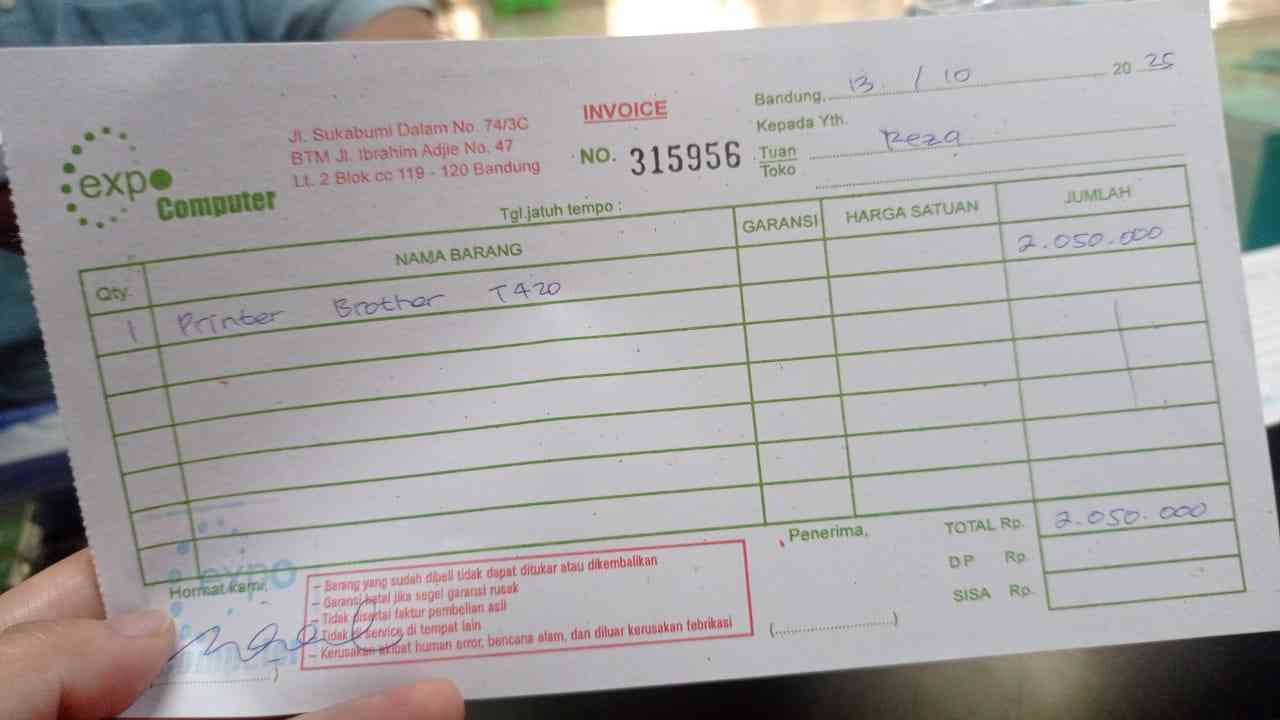 expo
Computer
Jl. Sukabumi Dalam No. 74/3C
BTM Jl. Ibrahim Adjie No. 47
Lt. 2 Blok cc 119 - 120 Bandung
INVOICE
NO. 315956
Bandung, 13 / 10 20 25
Kepada Yth.
Tuan Reza
Toko
Tgl.jatuh tempo :
Qty. NAMA BARANG GARANSI HARGA SATUAN JUMLAH
1 Printer Brother T420 2.050.000
Hormat kami,
expo
- Barang yang sudah dibeli tidak dapat ditukar atau dikembalikan
- Garansi batal jika segel garansi rusak
- Tidak disertai faktur pembelian asli
- Tidak di service di tempat lain
- Kerusakan akibat human error, bencana alam, dan diluar kerusakan febrikasi
Penerima,
(....................)
TOTAL Rp. 2.050.000
DP Rp.
SISA Rp.